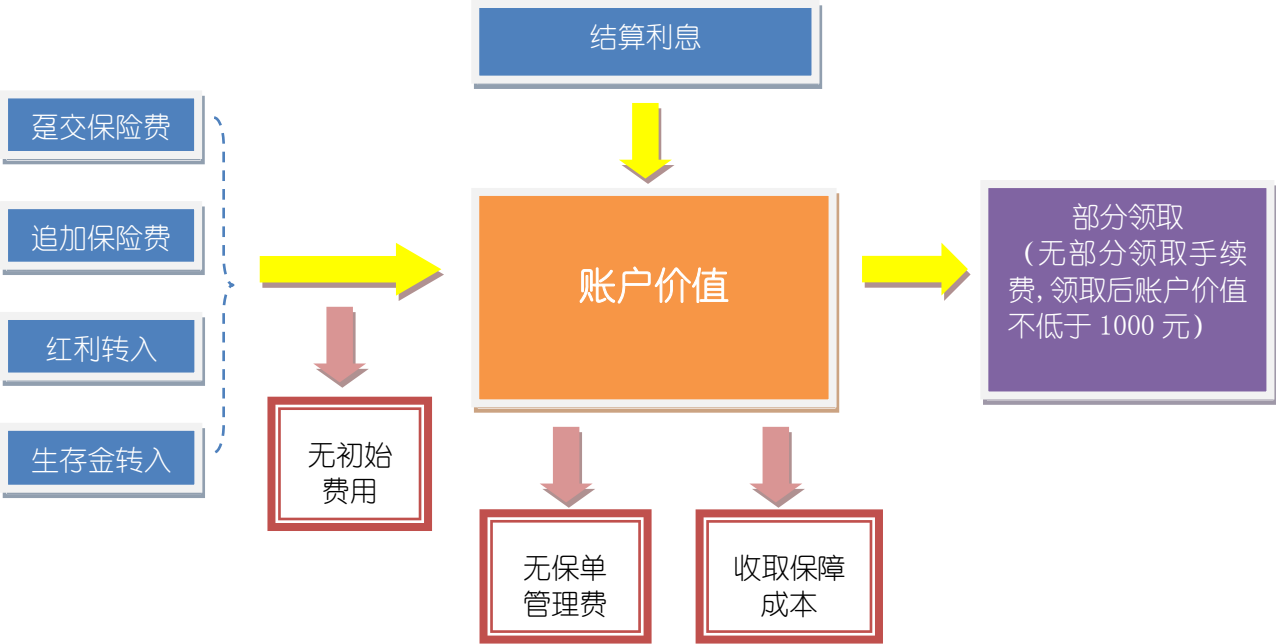 结算利息
趸交保险费
追加保险费
红利转入
生存金转入
账户价值
部分领取
(无部分领取手续
费,领取后账户价值
不低于 1000 元)
无初始
费用
无保单
管理费
收取保障
成本